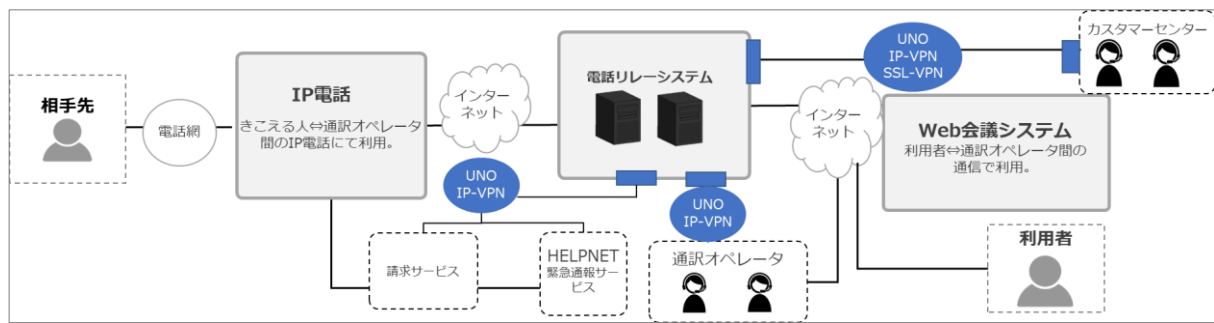 相手先
電話網
IP電話
きこえる人⇔通訳オペレータ
間のIP電話にて利用。
インター
ネット
UNO
IP-VPN
請求サービス
HELPNET
緊急通報サー
ビス
電話リレーシステム
UNO
IP-VPN
通訳オペレータ
UNO
IP-VPN
SSL-VPN
カスタマーセンター
インター
ネット
Web会議システム
利用者⇔通訳オペレータ間の
通信で利用。
利用者